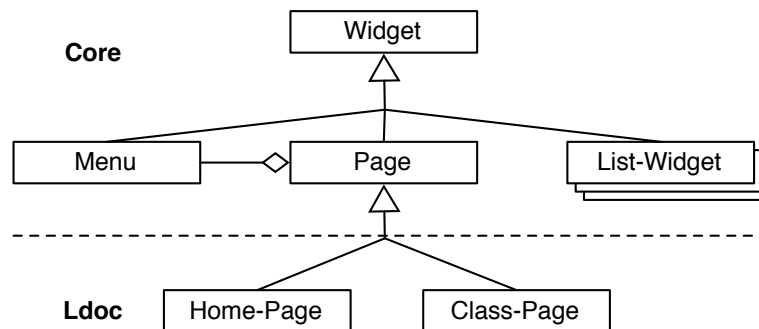 Widget
Core
Menu
Page
List-Widget
Ldoc
Home-Page
Class-Page